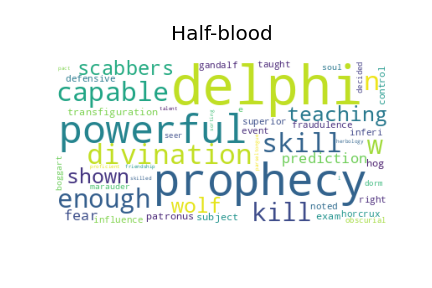 Half-blood
pact
scabbers
gandalf
taught
soul
decided
control
defensive
capable
delphi
n
transfiguration
talent
e
teaching
powerful
seer
superior
fraudulence
event
inferi
skill
w
divination
prediction
hog
friendship
skilled
shown
prophecy
boggart
marauder
dorm
enough
wolf
i
right
fear
influence
patronus
subject
kill
noted
exam
horcrux
obscurial
herbology